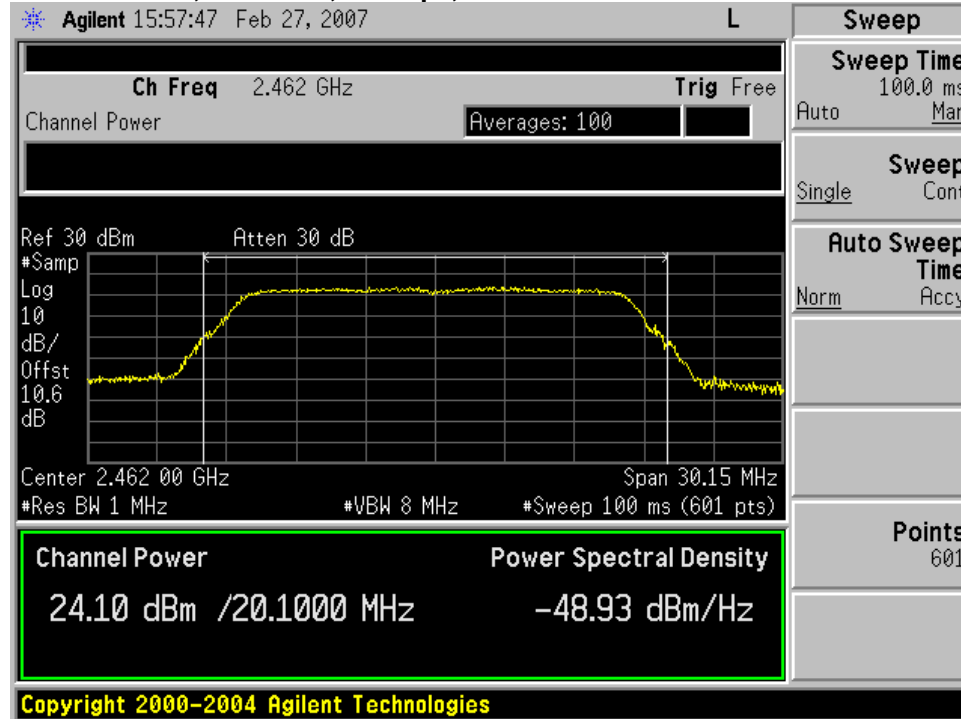 Agilent 15:57:47 Feb 27, 2007 L
Ch Freq 2.462 GHz Trig Free
Channel Power Averages: 100
Ref 30 dBm Atten 30 dB
#Samp
Log
10
dB/
Offst
10.6
dB
Center 2.462 00 GHz Span 30.15 MHz
#Res BW 1 MHz #VBW 8 MHz #Sweep 100 ms (601 pts)
Channel Power Power Spectral Density
24.10 dBm /20.1000 MHz -48.93 dBm/Hz
Copyright 2000-2004 Agilent Technologies
Sweep
Sweep Time
100.0 ms
Auto Man
Sweep
Single Cont
Auto Sweep
Time
Norm Accy
Points
601